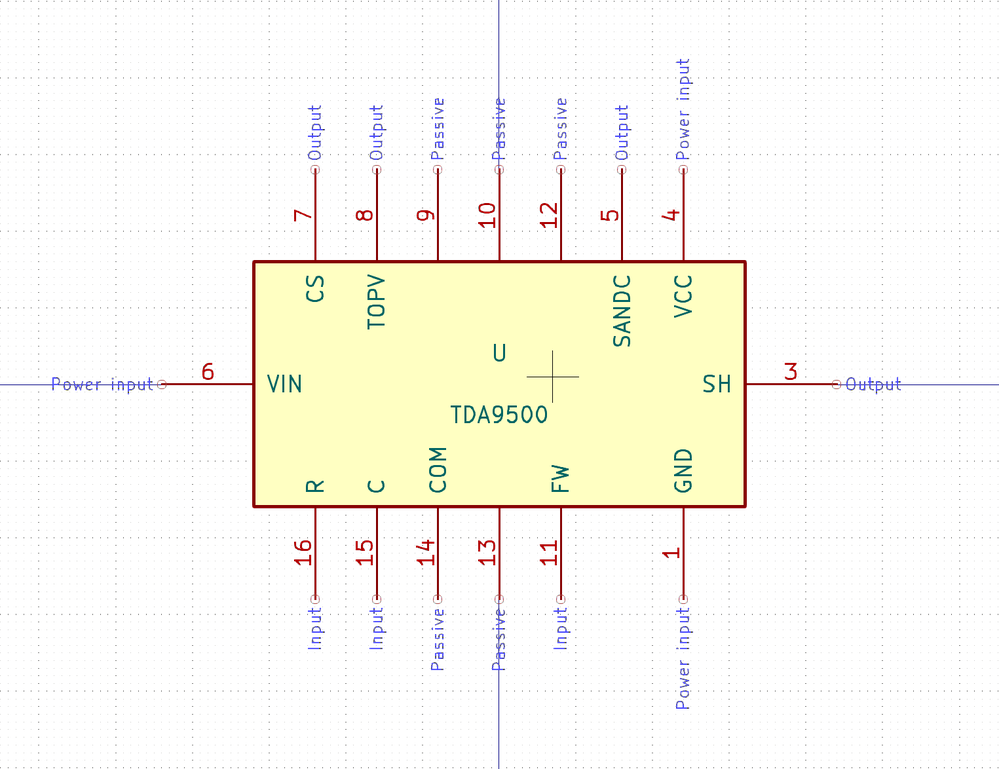 Output
Output
Passive
Passive
Passive
Output
Power input
7
8
9
10
12
5
4
CS
TOPV
SANDC
VCC
U
Power input
6
VIN
SH
3
Output
TDA9500
R
C
COM
FW
GND
16
15
14
13
11
1
Input
Input
Passive
Passive
Input
Power input